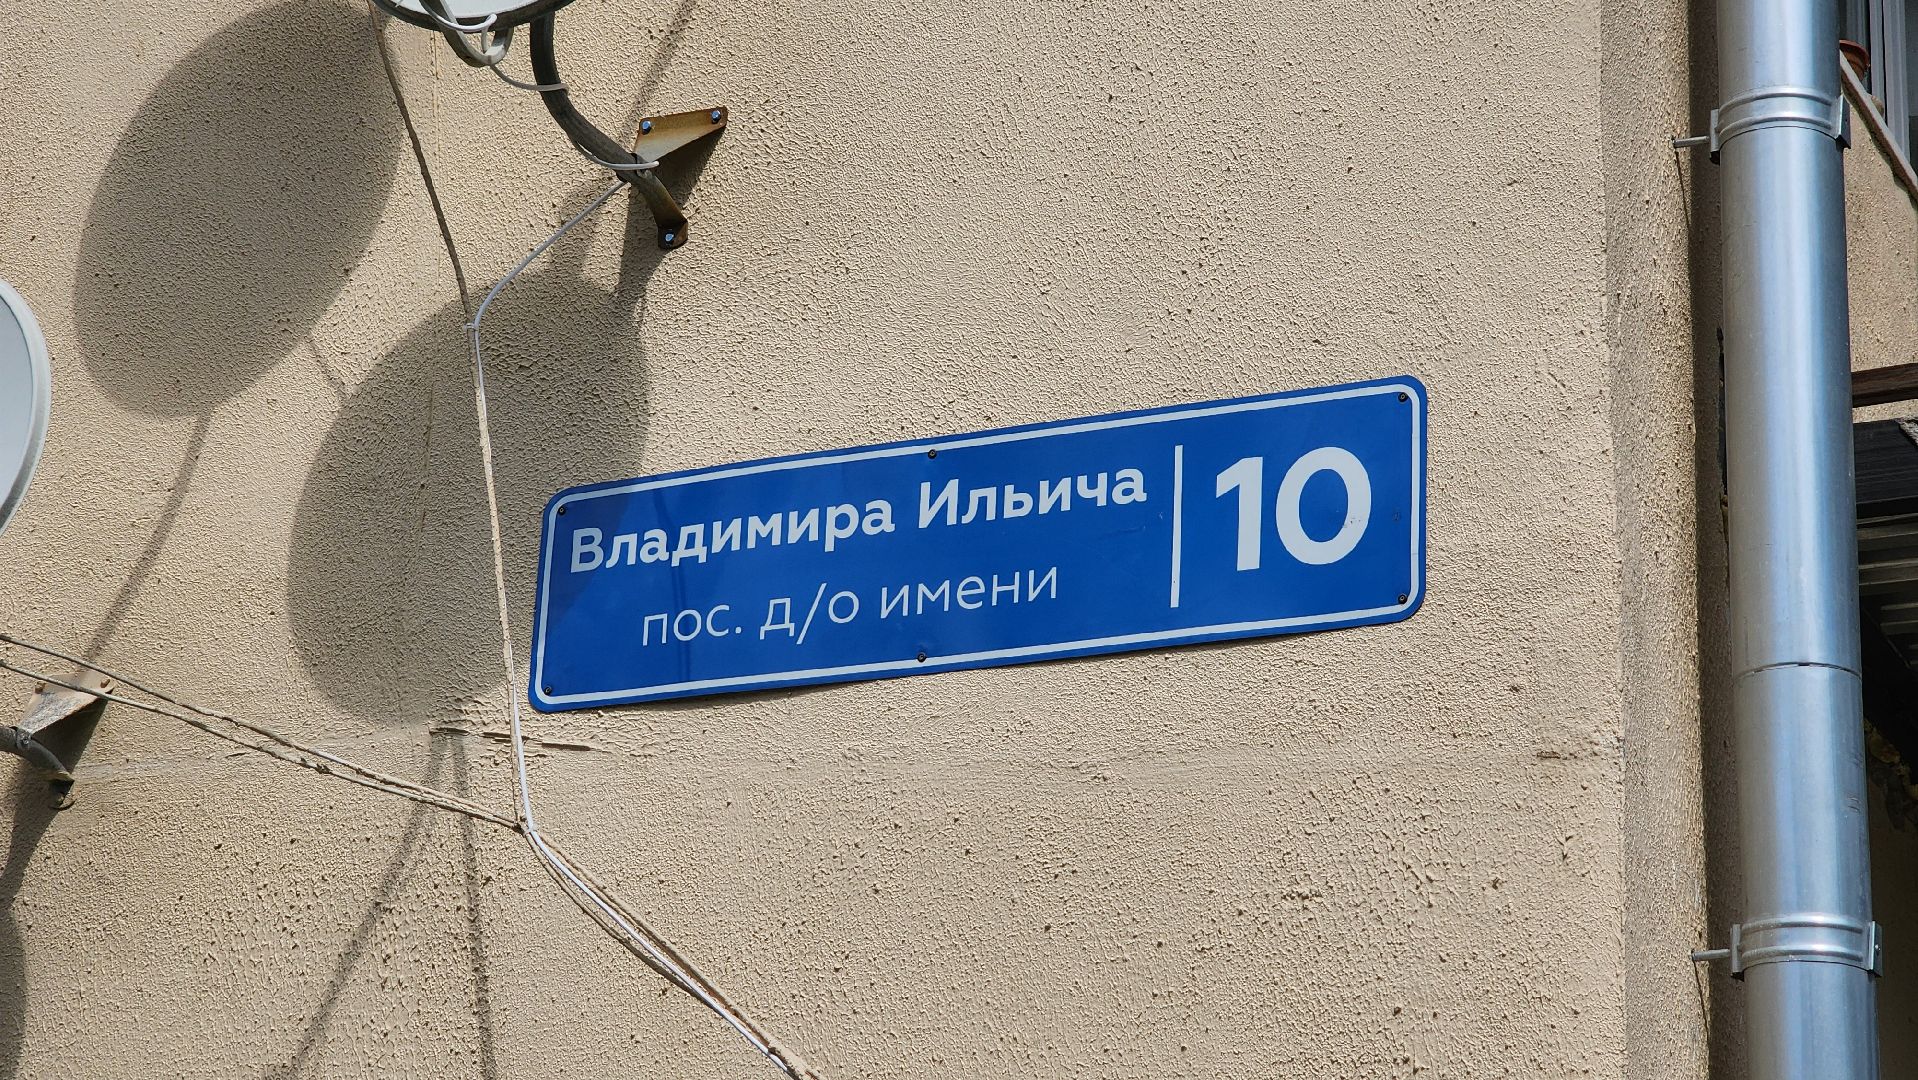 Владимира Ильича
пос. д/о имени
10